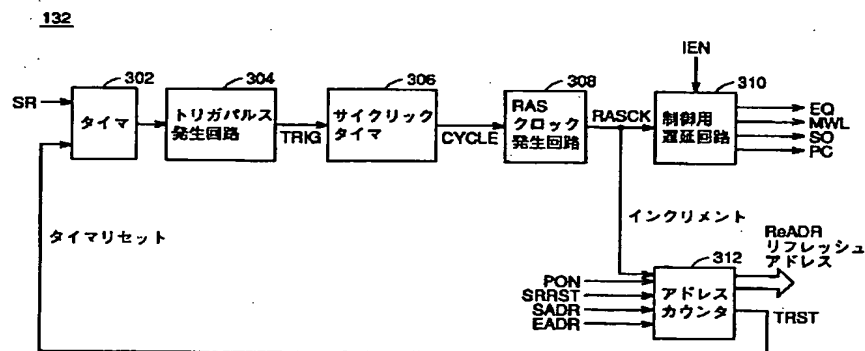 132
IEN
302
304
306
308
310
SR
タイマ
トリガパルス
発生回路
TRIG
サイクリック
タイマ
CYCLE
RAS
クロック
発生回路
RASCK
制御用
遅延回路
EQ
MWL
SO
PC
タイマリセット
インクリメント
ReADR
リフレッシュ
アドレス
312
PON
SRRST
SADR
EADR
アドレス
カウンタ
TRST